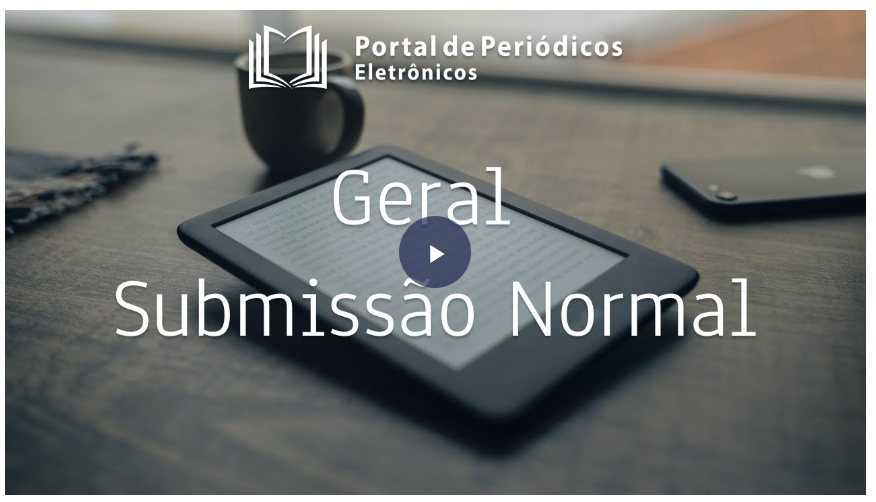 Portal de Periódicos
Eletrônicos
Geral
Submissão Normal